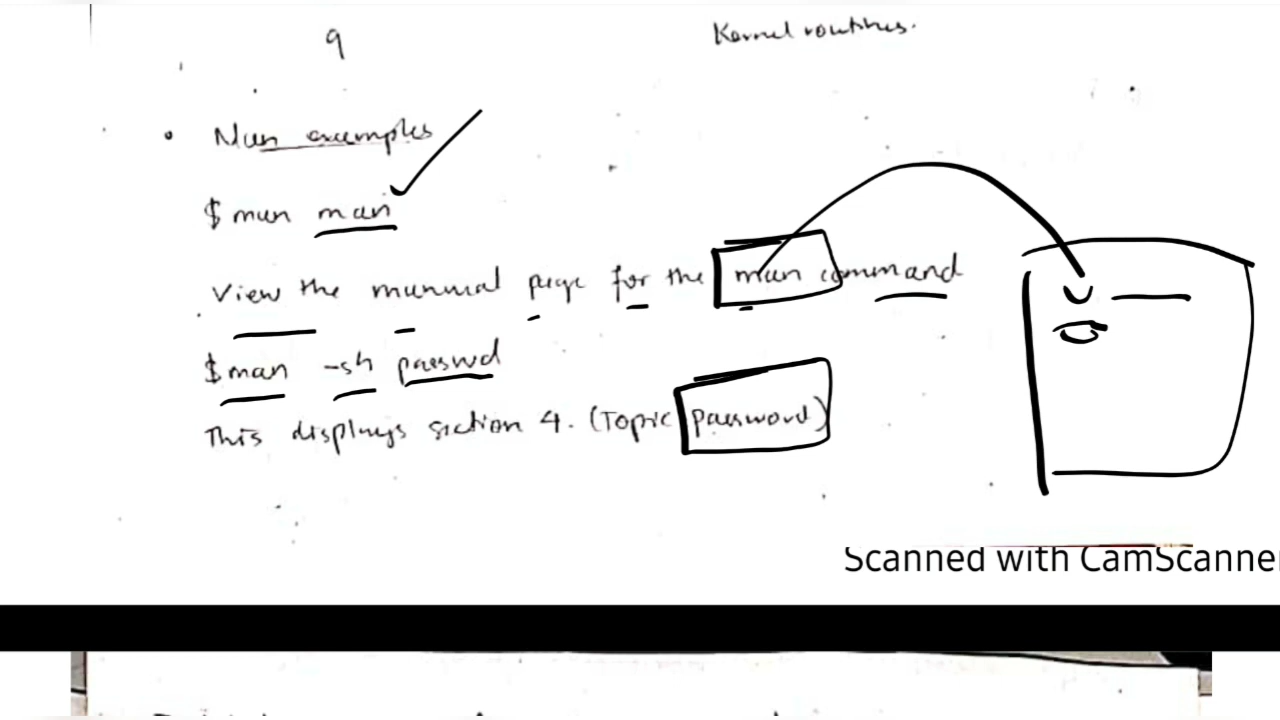 9 Kernel routines.
• Man examples
$ man man
View the manual page for the man command
$ man -s4 passwd
This displays section 4. (Topic password)
Scanned with CamScanne